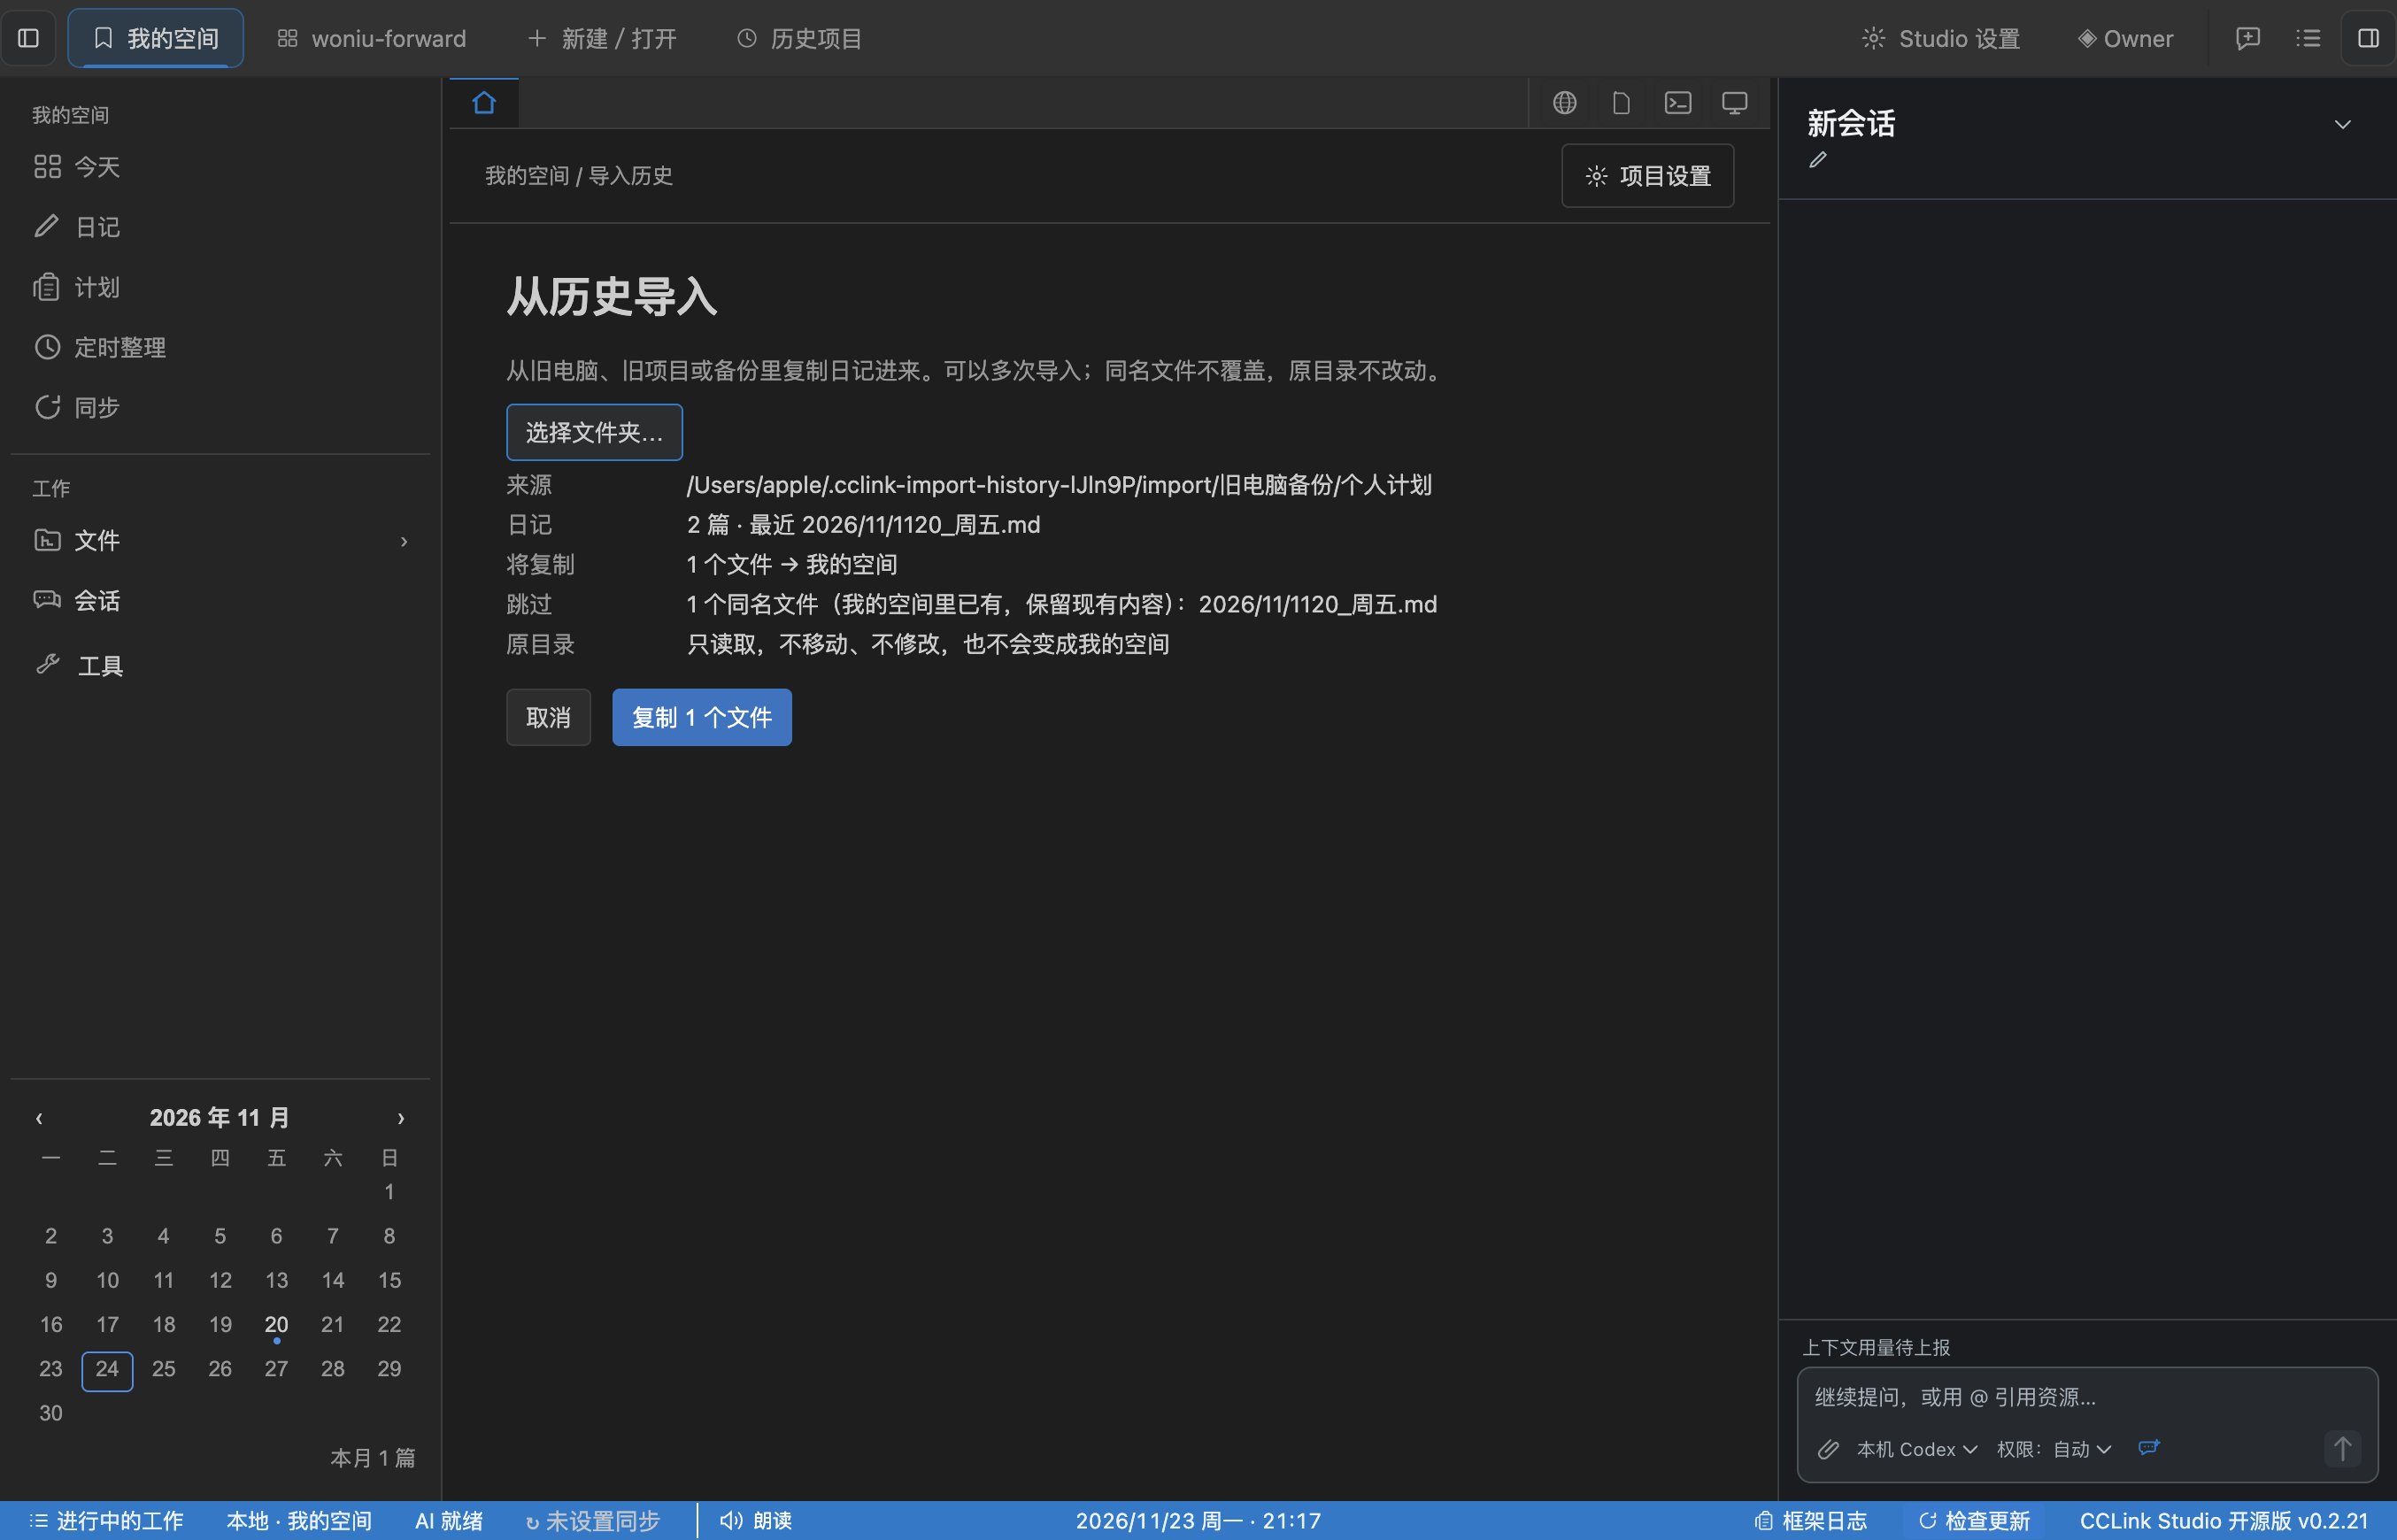 我的空间
woniu-forward
新建 / 打开
历史项目
Studio 设置
Owner
我的空间
今天
日记
计划
定时整理
同步
工作
文件
会话
工具
‹ 2026 年 11 月 ›
一 二 三 四 五 六 日
1
2 3 4 5 6 7 8
9 10 11 12 13 14 15
16 17 18 19 20 21 22
23 24 25 26 27 28 29
30
本月 1 篇
我的空间 / 导入历史
项目设置
从历史导入
从旧电脑、旧项目或备份里复制日记进来。可以多次导入；同名文件不覆盖，原目录不改动。
选择文件夹...
来源 /Users/apple/.cclink-import-history-lJln9P/import/旧电脑备份/个人计划
日记 2 篇 · 最近 2026/11/1120_周五.md
将复制 1 个文件 → 我的空间
跳过 1 个同名文件（我的空间里已有，保留现有内容）：2026/11/1120_周五.md
原目录 只读取，不移动、不修改，也不会变成我的空间
取消
复制 1 个文件
新会话
上下文用量待上报
继续提问，或用 @ 引用资源...
本机 Codex
权限：自动
进行中的工作
本地 · 我的空间
AI 就绪
未设置同步
朗读
2026/11/23 周一 · 21:17
框架日志
检查更新
CCLink Studio 开源版 v0.2.21